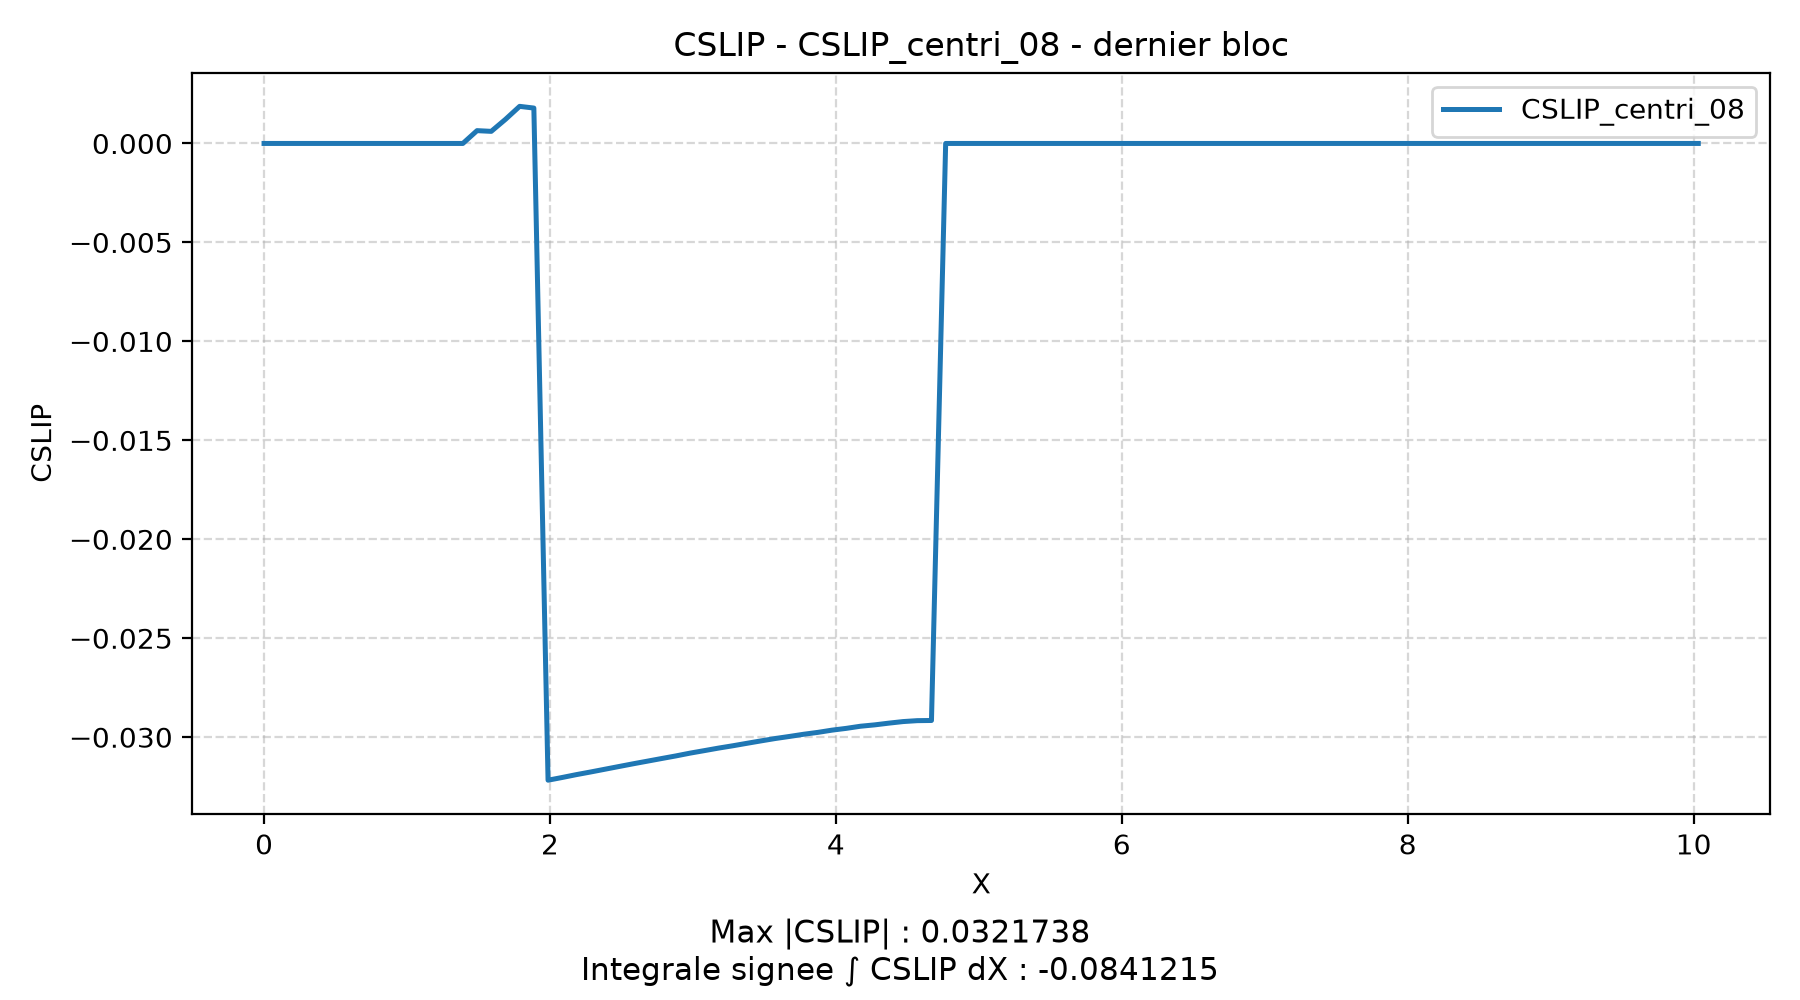 CSLIP - CSLIP_centri_08 - dernier bloc
CSLIP_centri_08
0.000
−0.005
−0.010
−0.015
−0.020
−0.025
−0.030
CSLIP
0 2 4 6 8 10
X
Max |CSLIP| : 0.0321738
Integrale signee ∫ CSLIP dX : -0.0841215